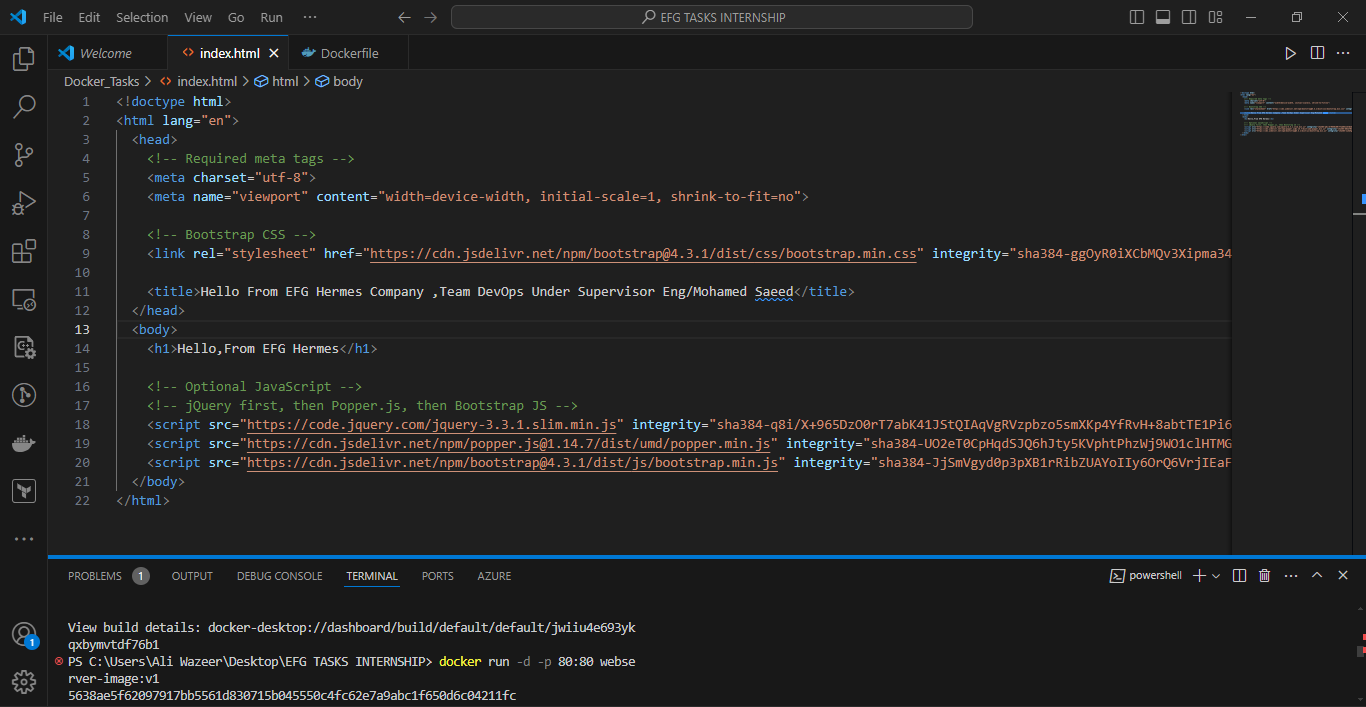 File Edit Selection View Go Run ···
EFG TASKS INTERNSHIP
Welcome
index.html
Dockerfile
Docker_Tasks > index.html > html > body
1 <!doctype html>
2 <html lang="en">
3 <head>
4 <!-- Required meta tags -->
5 <meta charset="utf-8">
6 <meta name="viewport" content="width=device-width, initial-scale=1, shrink-to-fit=no">
7
8 <!-- Bootstrap CSS -->
9 <link rel="stylesheet" href="https://cdn.jsdelivr.net/npm/bootstrap@4.3.1/dist/css/bootstrap.min.css" integrity="sha384-ggOyR0iXCbMQv3Xipma34
10
11 <title>Hello From EFG Hermes Company ,Team DevOps Under Supervisor Eng/Mohamed Saeed</title>
12 </head>
13 <body>
14 <h1>Hello,From EFG Hermes</h1>
15
16 <!-- Optional JavaScript -->
17 <!-- jQuery first, then Popper.js, then Bootstrap JS -->
18 <script src="https://code.jquery.com/jquery-3.3.1.slim.min.js" integrity="sha384-q8i/X+965DzO0rT7abK41JStQIAqVgRVzpbzo5smXKp4YfRvH+8abtTE1Pi6
19 <script src="https://cdn.jsdelivr.net/npm/popper.js@1.14.7/dist/umd/popper.min.js" integrity="sha384-UO2eT0CpHqdSJQ6hJty5KVphtPhzWj9WO1clHTMG
20 <script src="https://cdn.jsdelivr.net/npm/bootstrap@4.3.1/dist/js/bootstrap.min.js" integrity="sha384-JjSmVgyd0p3pXB1rRibZUAYoIIy6OrQ6VrjIEaF
21 </body>
22 </html>
PROBLEMS 1 OUTPUT DEBUG CONSOLE TERMINAL PORTS AZURE
powershell
View build details: docker-desktop://dashboard/build/default/default/jwiiu4e693yk
qxbymvtdf76b1
PS C:\Users\Ali Wazeer\Desktop\EFG TASKS INTERNSHIP> docker run -d -p 80:80 webse
rver-image:v1
5638ae5f62097917bb5561d830715b045550c4fc62e7a9abc1f650d6c04211fc
1